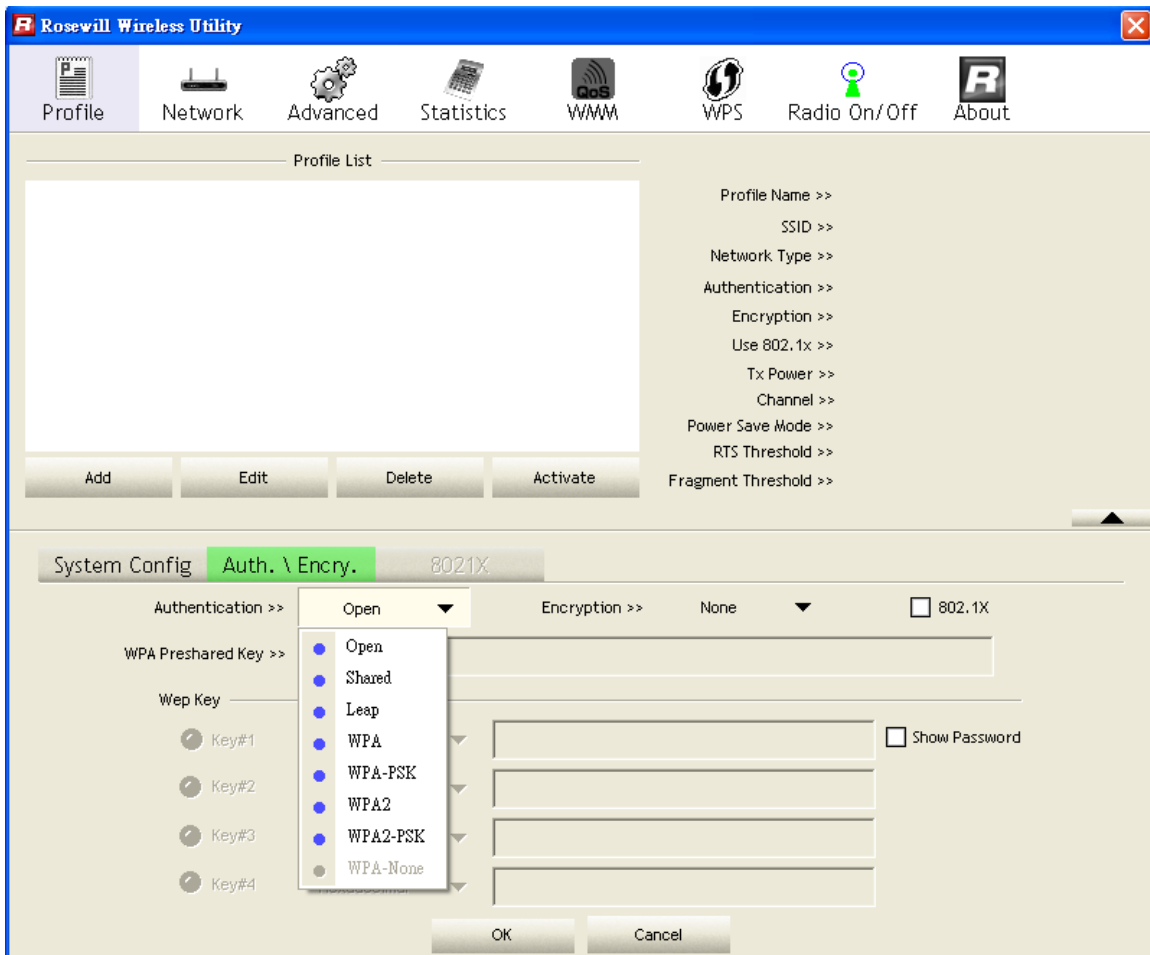 R Rosewill Wireless Utility
Profile Network Advanced Statistics QoS WMM WPS Radio On/Off R About
Profile List
Profile Name >>
SSID >>
Network Type >>
Authentication >>
Encryption >>
Use 802.1x >>
Tx Power >>
Channel >>
Power Save Mode >>
RTS Threshold >>
Fragment Threshold >>
Add Edit Delete Activate
System Config Auth. \ Encry. 8021X
Authentication >> Open Encryption >> None 802.1X
WPA Preshared Key >>
Open
Shared
Leap
WPA
WPA-PSK
WPA2
WPA2-PSK
WPA-None
Wep Key
Key#1 Show Password
Key#2
Key#3
Key#4
OK Cancel